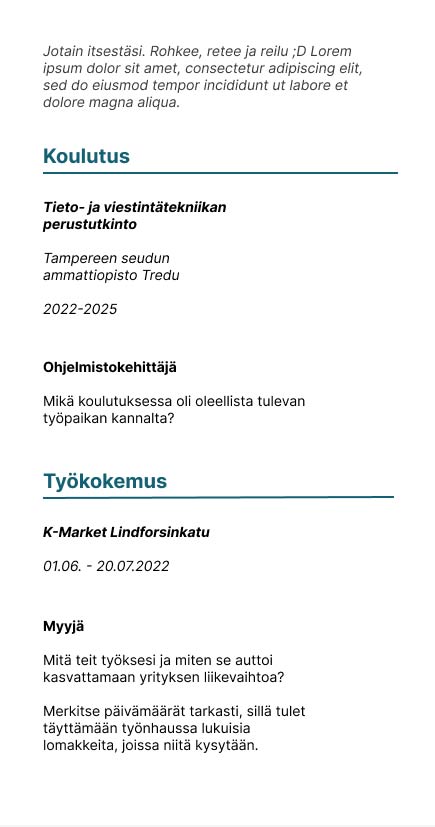 Jotain itsestäsi. Rohkee, retee ja reilu ;D Lorem
ipsum dolor sit amet, consectetur adipiscing elit,
sed do eiusmod tempor incididunt ut labore et
dolore magna aliqua.
Koulutus
Tieto- ja viestintätekniikan
perustutkinto
Tampereen seudun
ammattiopisto Tredu
2022-2025
Ohjelmistokehittäjä
Mikä koulutuksessa oli oleellista tulevan
työpaikan kannalta?
Työkokemus
K-Market Lindforsinkatu
01.06. - 20.07.2022
Myyjä
Mitä teit työksesi ja miten se auttoi
kasvattamaan yrityksen liikevaihtoa?
Merkitse päivämäärät tarkasti, sillä tulet
täyttämään työnhaussa lukuisia
lomakkeita, joissa niitä kysytään.